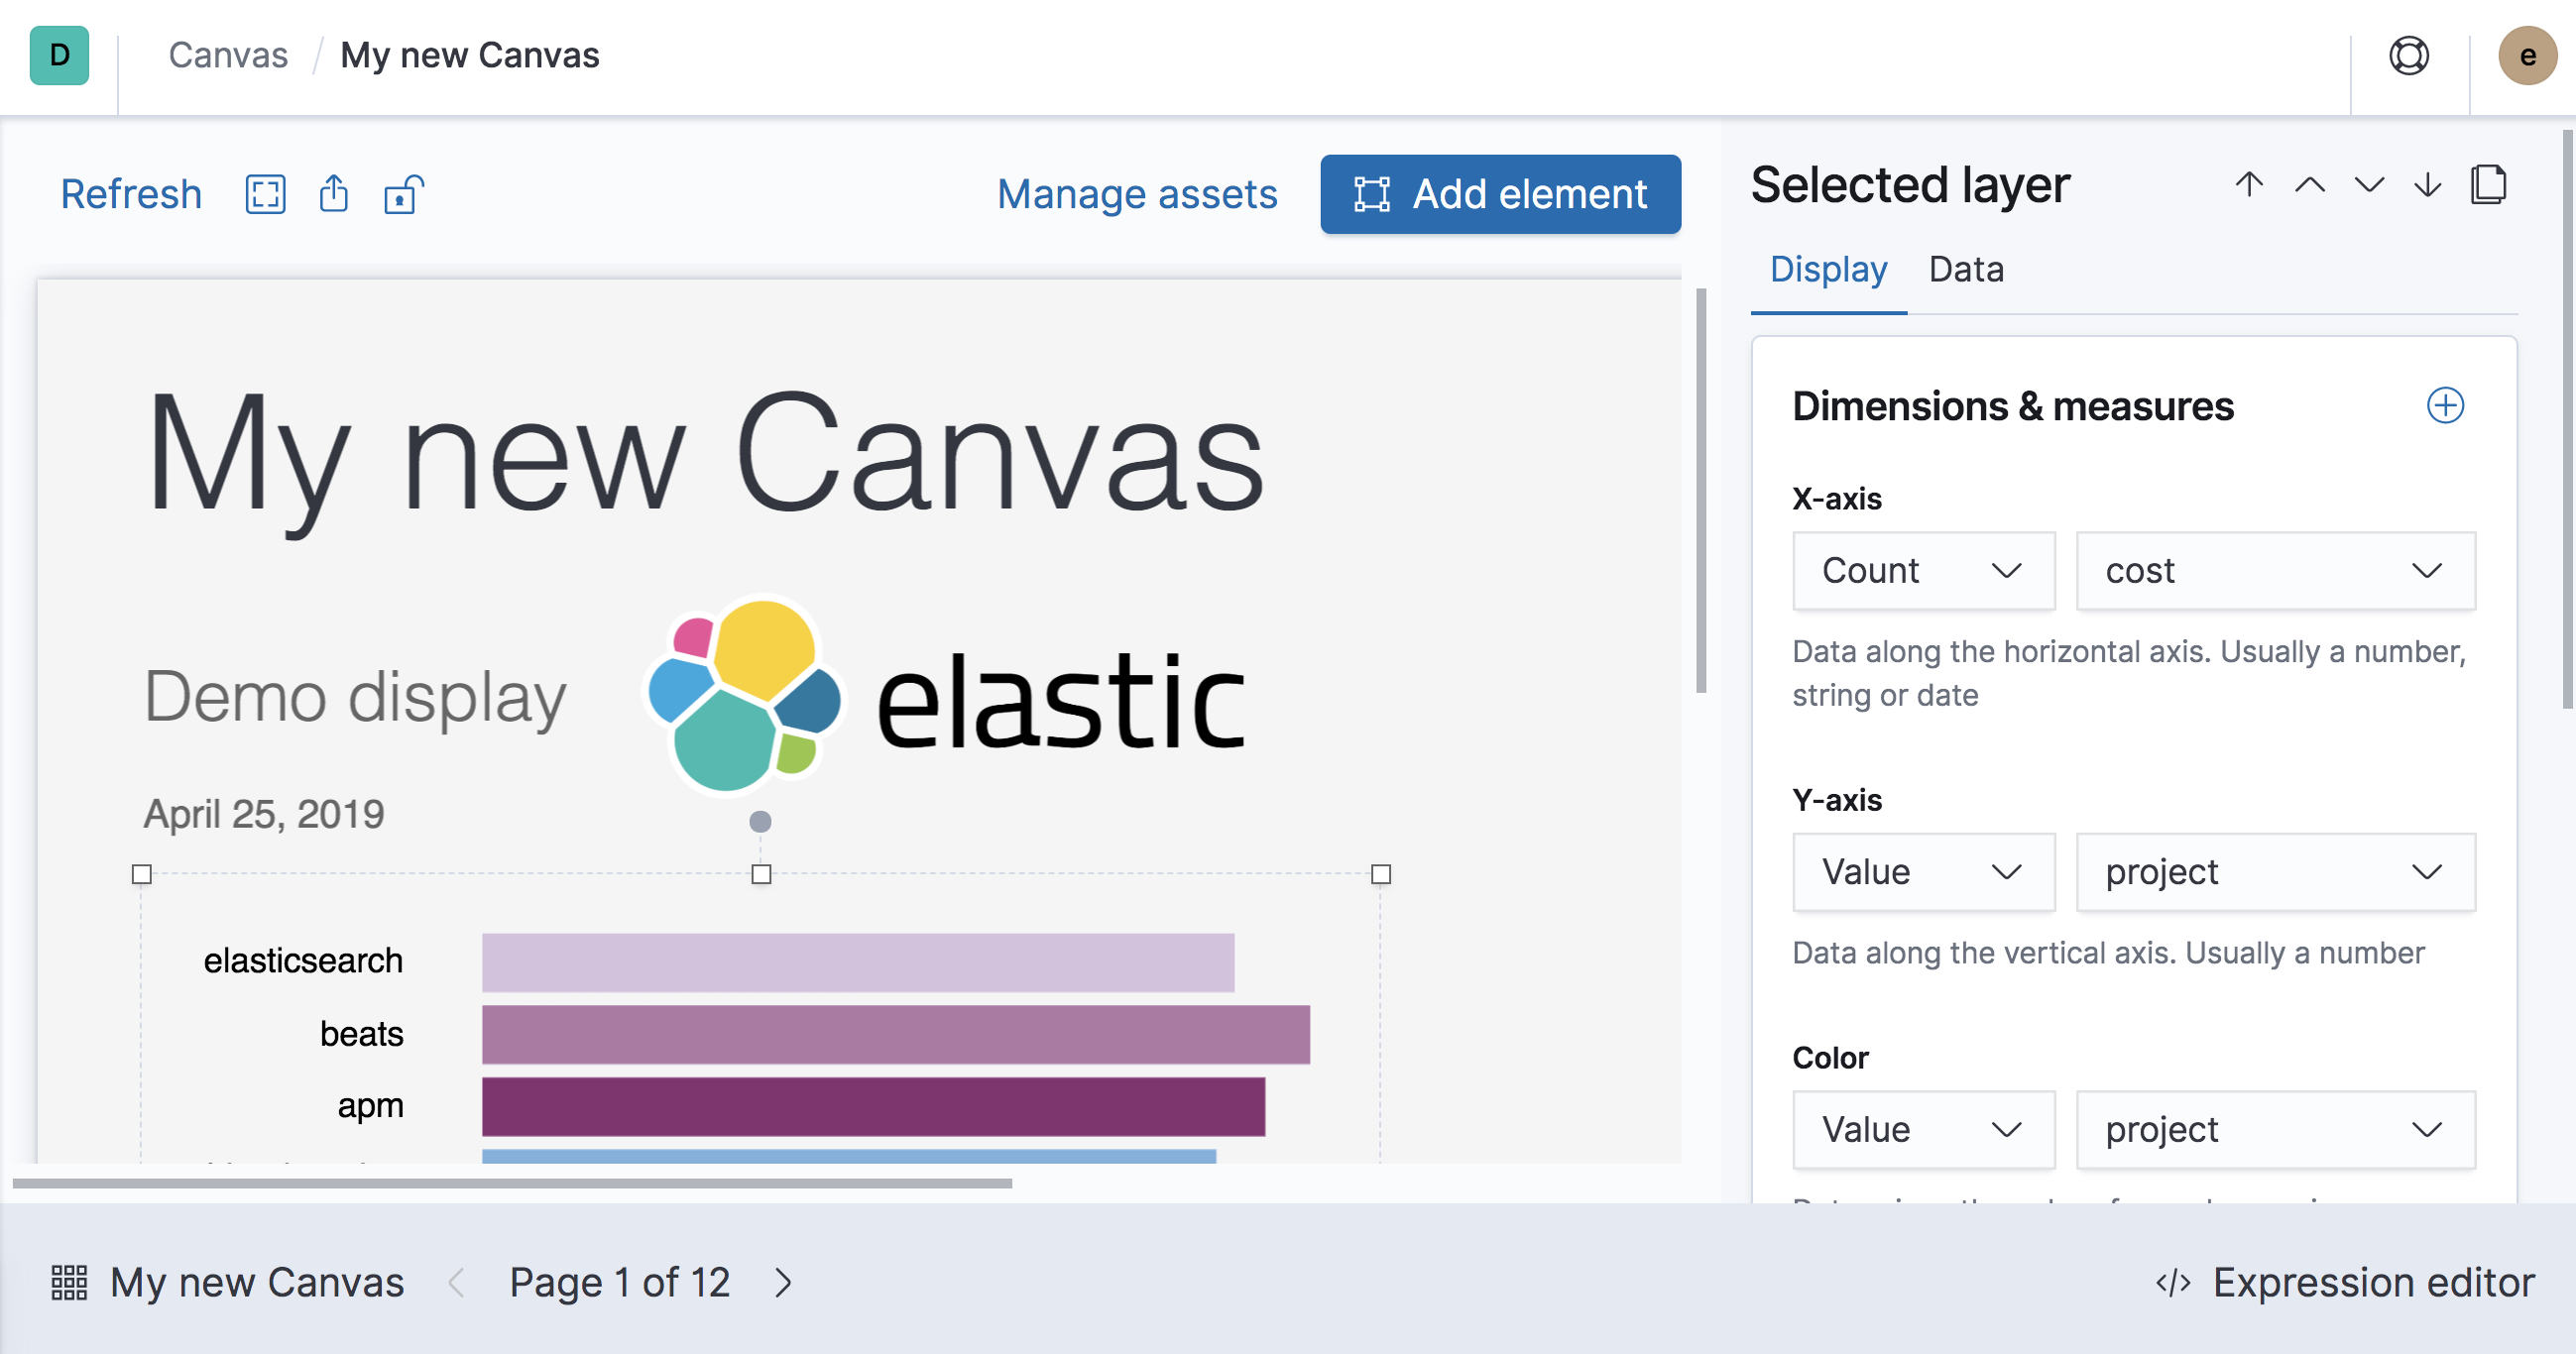 D
Canvas / My new Canvas
e
Refresh
Manage assets
Add element
My new Canvas
Demo display
elastic
April 25, 2019
elasticsearch
beats
apm
Selected layer
Display Data
Dimensions & measures
X-axis
Count cost
Data along the horizontal axis. Usually a number,
string or date
Y-axis
Value project
Data along the vertical axis. Usually a number
Color
Value project
My new Canvas
Page 1 of 12
</> Expression editor